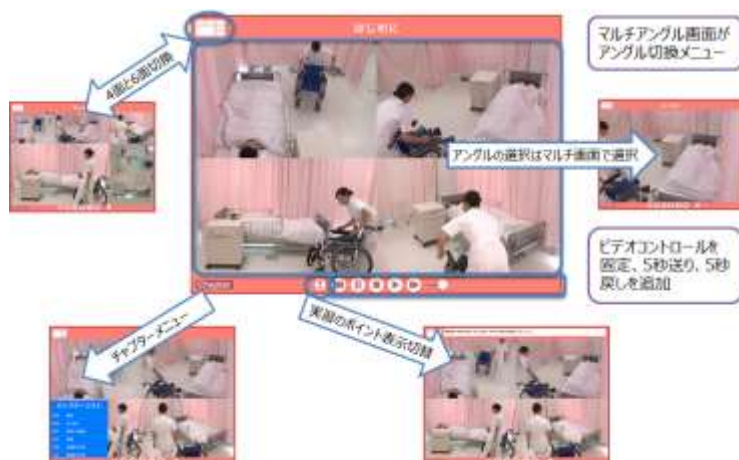 はじめに
マルチアングル画面が
アングル切換メニュー
4面と6面切換
アングルの選択はマルチ画面で選択
ビデオコントロールを
固定、5秒送り、5秒
戻しを追加
チャプターメニュー
実習のポイント表示切替